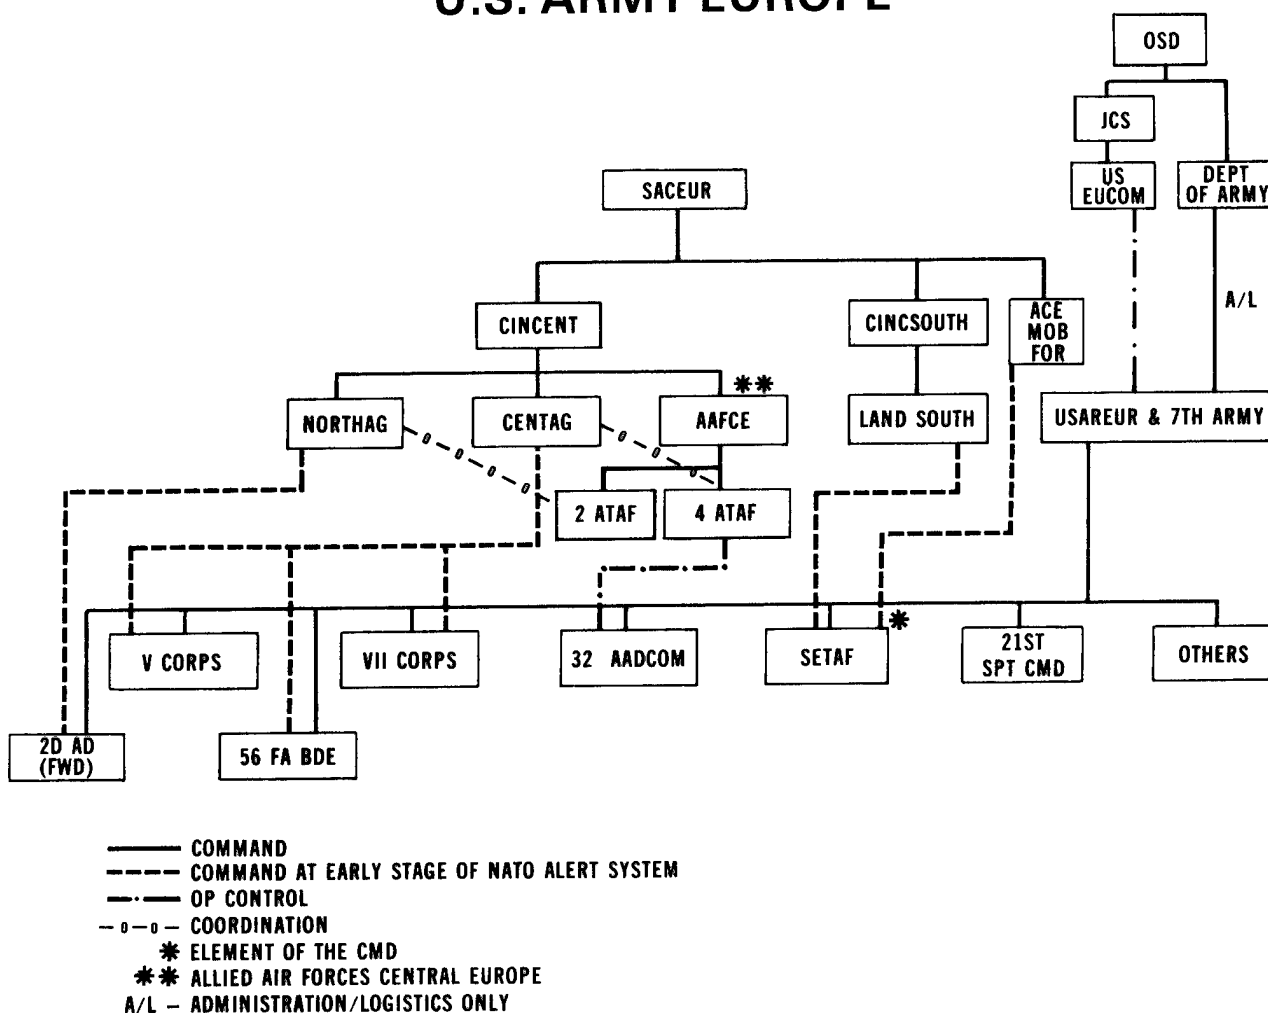 U.S. ARMY EUROPE
OSD
JCS
US
EUCOM
DEPT
OF ARMY
SACEUR
A/L
CINCENT
CINCSOUTH
ACE
MOB
FOR
**
NORTHAG
CENTAG
AAFCE
LAND SOUTH
USAREUR & 7TH ARMY
2 ATAF
4 ATAF
*
V CORPS
VII CORPS
32 AADCOM
SETAF
21ST
SPT CMD
OTHERS
2D AD
(FWD)
56 FA BDE
COMMAND
COMMAND AT EARLY STAGE OF NATO ALERT SYSTEM
OP CONTROL
COORDINATION
* ELEMENT OF THE CMD
** ALLIED AIR FORCES CENTRAL EUROPE
A/L – ADMINISTRATION/LOGISTICS ONLY